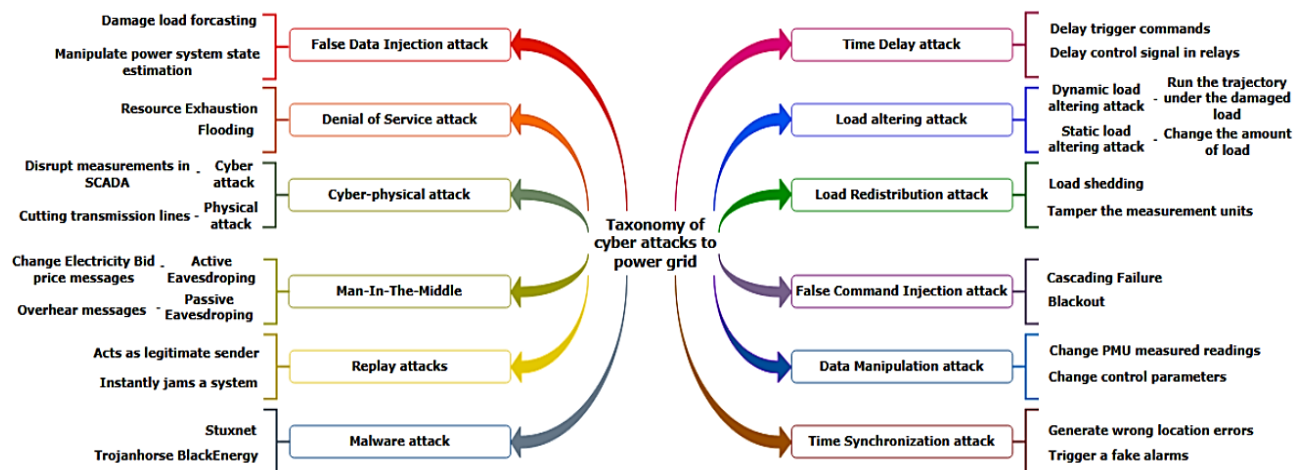 Damage load forcasting
Manipulate power system state
estimation
False Data Injection attack
Resource Exhaustion
Flooding
Denial of Service attack
Disrupt measurements in
SCADA
-
Cyber
attack
Cutting transmission lines
-
Physical
attack
Cyber-physical attack
Change Electricity Bid
price messages
-
Active
Eavesdroping
Overhear messages
-
Passive
Eavesdroping
Man-In-The-Middle
Acts as legitimate sender
Instantly jams a system
Replay attacks
Stuxnet
Trojanhorse BlackEnergy
Malware attack
Taxonomy of
cyber attacks to
power grid
Time Delay attack
Delay trigger commands
Delay control signal in relays
Load altering attack
Dynamic load
altering attack
-
Run the trajectory
under the damaged
load
Static load
altering attack
-
Change the amount
of load
Load Redistribution attack
Load shedding
Tamper the measurement units
False Command Injection attack
Cascading Failure
Blackout
Data Manipulation attack
Change PMU measured readings
Change control parameters
Time Synchronization attack
Generate wrong location errors
Trigger a fake alarms